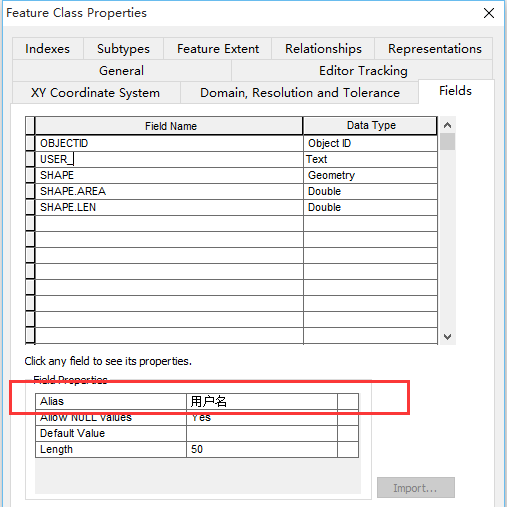 Feature Class Properties
Indexes Subtypes Feature Extent Relationships Representations
General Editor Tracking
XY Coordinate System Domain, Resolution and Tolerance Fields
Field Name Data Type
OBJECTID Object ID
USER_ Text
SHAPE Geometry
SHAPE.AREA Double
SHAPE.LEN Double
Click any field to see its properties.
Field Properties
Alias 用户名
Allow NULL values Yes
Default Value
Length 50
Import...